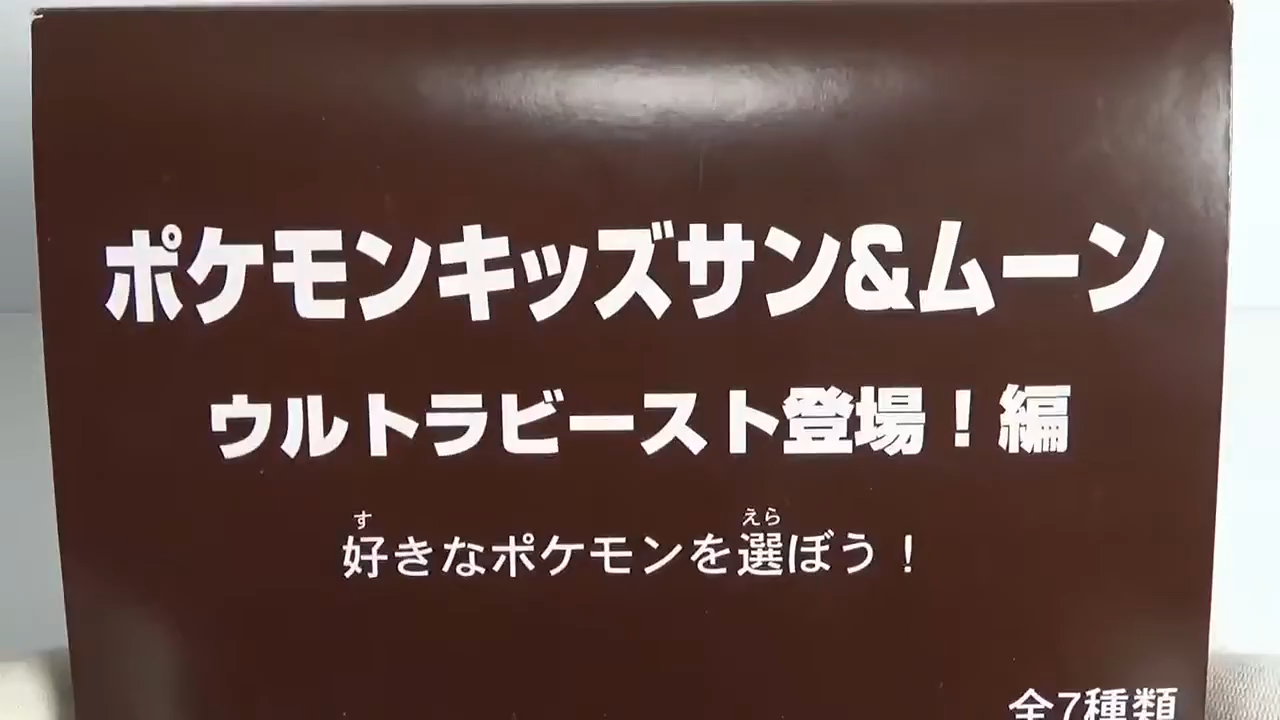 ポケモンキッズサン&ムーン
ウルトラビースト登場！編
す えら
好きなポケモンを選ぼう！
全7種類